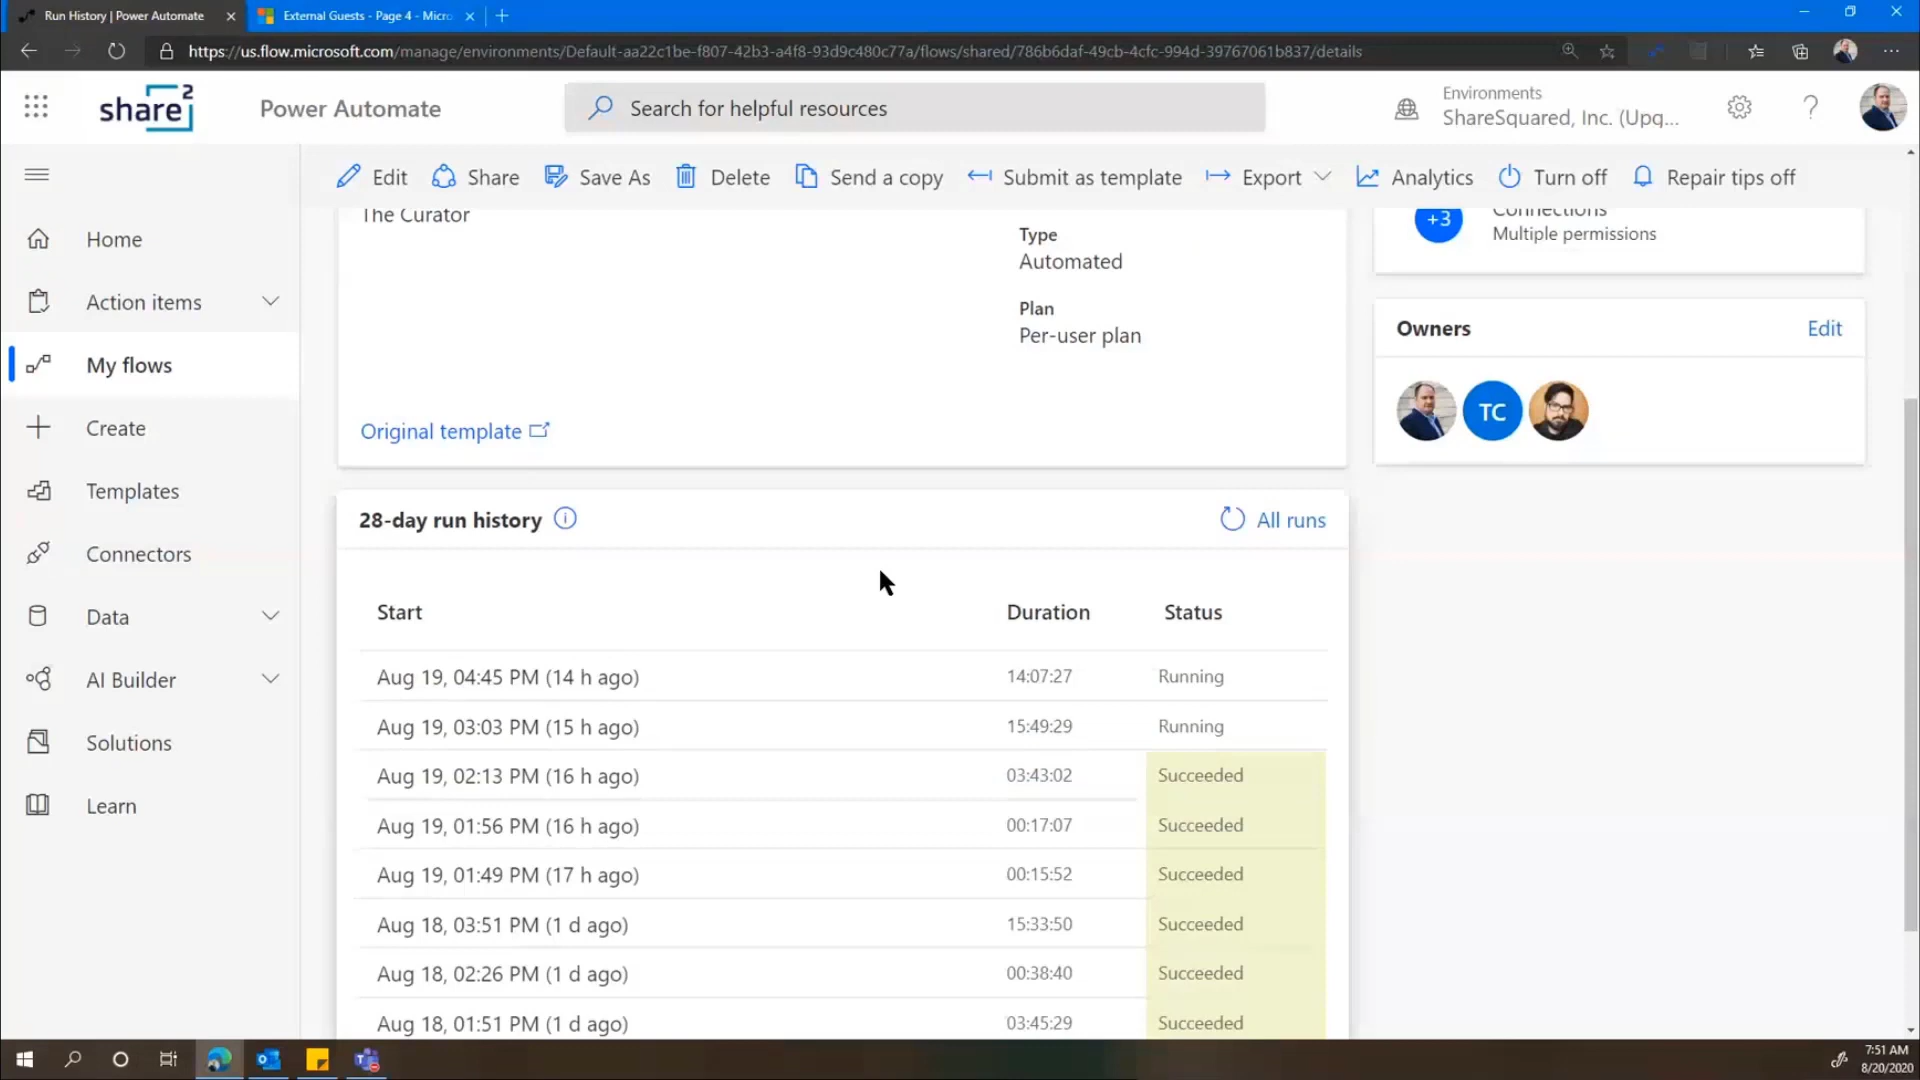 Run History | Power Automate
External Guests - Page 4 - Micro
https://us.flow.microsoft.com/manage/environments/Default-aa22c1be-f807-42b3-a4f8-93d9c480c77a/flows/shared/786b6daf-49cb-4cfc-994d-39767061b837/details
share2
Power Automate
Search for helpful resources
Environments
ShareSquared, Inc. (Upg...
Edit
Share
Save As
Delete
Send a copy
Submit as template
Export
Analytics
Turn off
Repair tips off
Home
Action items
My flows
Create
Templates
Connectors
Data
AI Builder
Solutions
Learn
The Curator
Type
Automated
Plan
Per-user plan
Original template
+3
Connections
Multiple permissions
Owners
Edit
TC
28-day run history
All runs
Start Duration Status
Aug 19, 04:45 PM (14 h ago) 14:07:27 Running
Aug 19, 03:03 PM (15 h ago) 15:49:29 Running
Aug 19, 02:13 PM (16 h ago) 03:43:02 Succeeded
Aug 19, 01:56 PM (16 h ago) 00:17:07 Succeeded
Aug 19, 01:49 PM (17 h ago) 00:15:52 Succeeded
Aug 18, 03:51 PM (1 d ago) 15:33:50 Succeeded
Aug 18, 02:26 PM (1 d ago) 00:38:40 Succeeded
Aug 18, 01:51 PM (1 d ago) 03:45:29 Succeeded
7:51 AM
8/20/2020